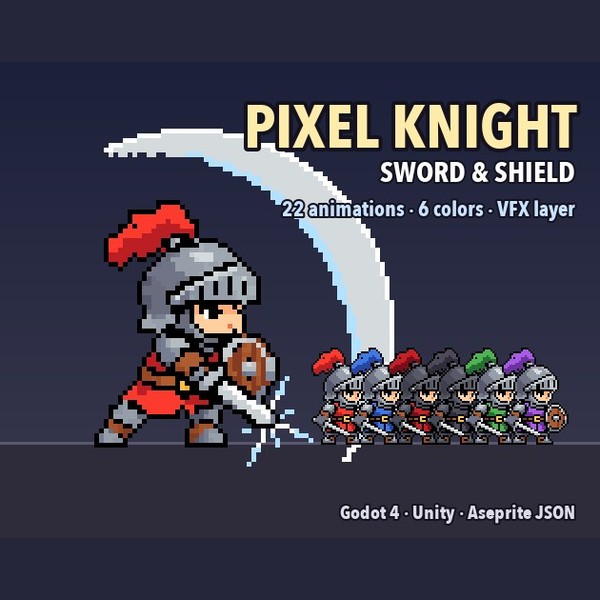 PIXEL KNIGHT
SWORD & SHIELD
22 animations · 6 colors · VFX layer
Godot 4 · Unity · Aseprite JSON